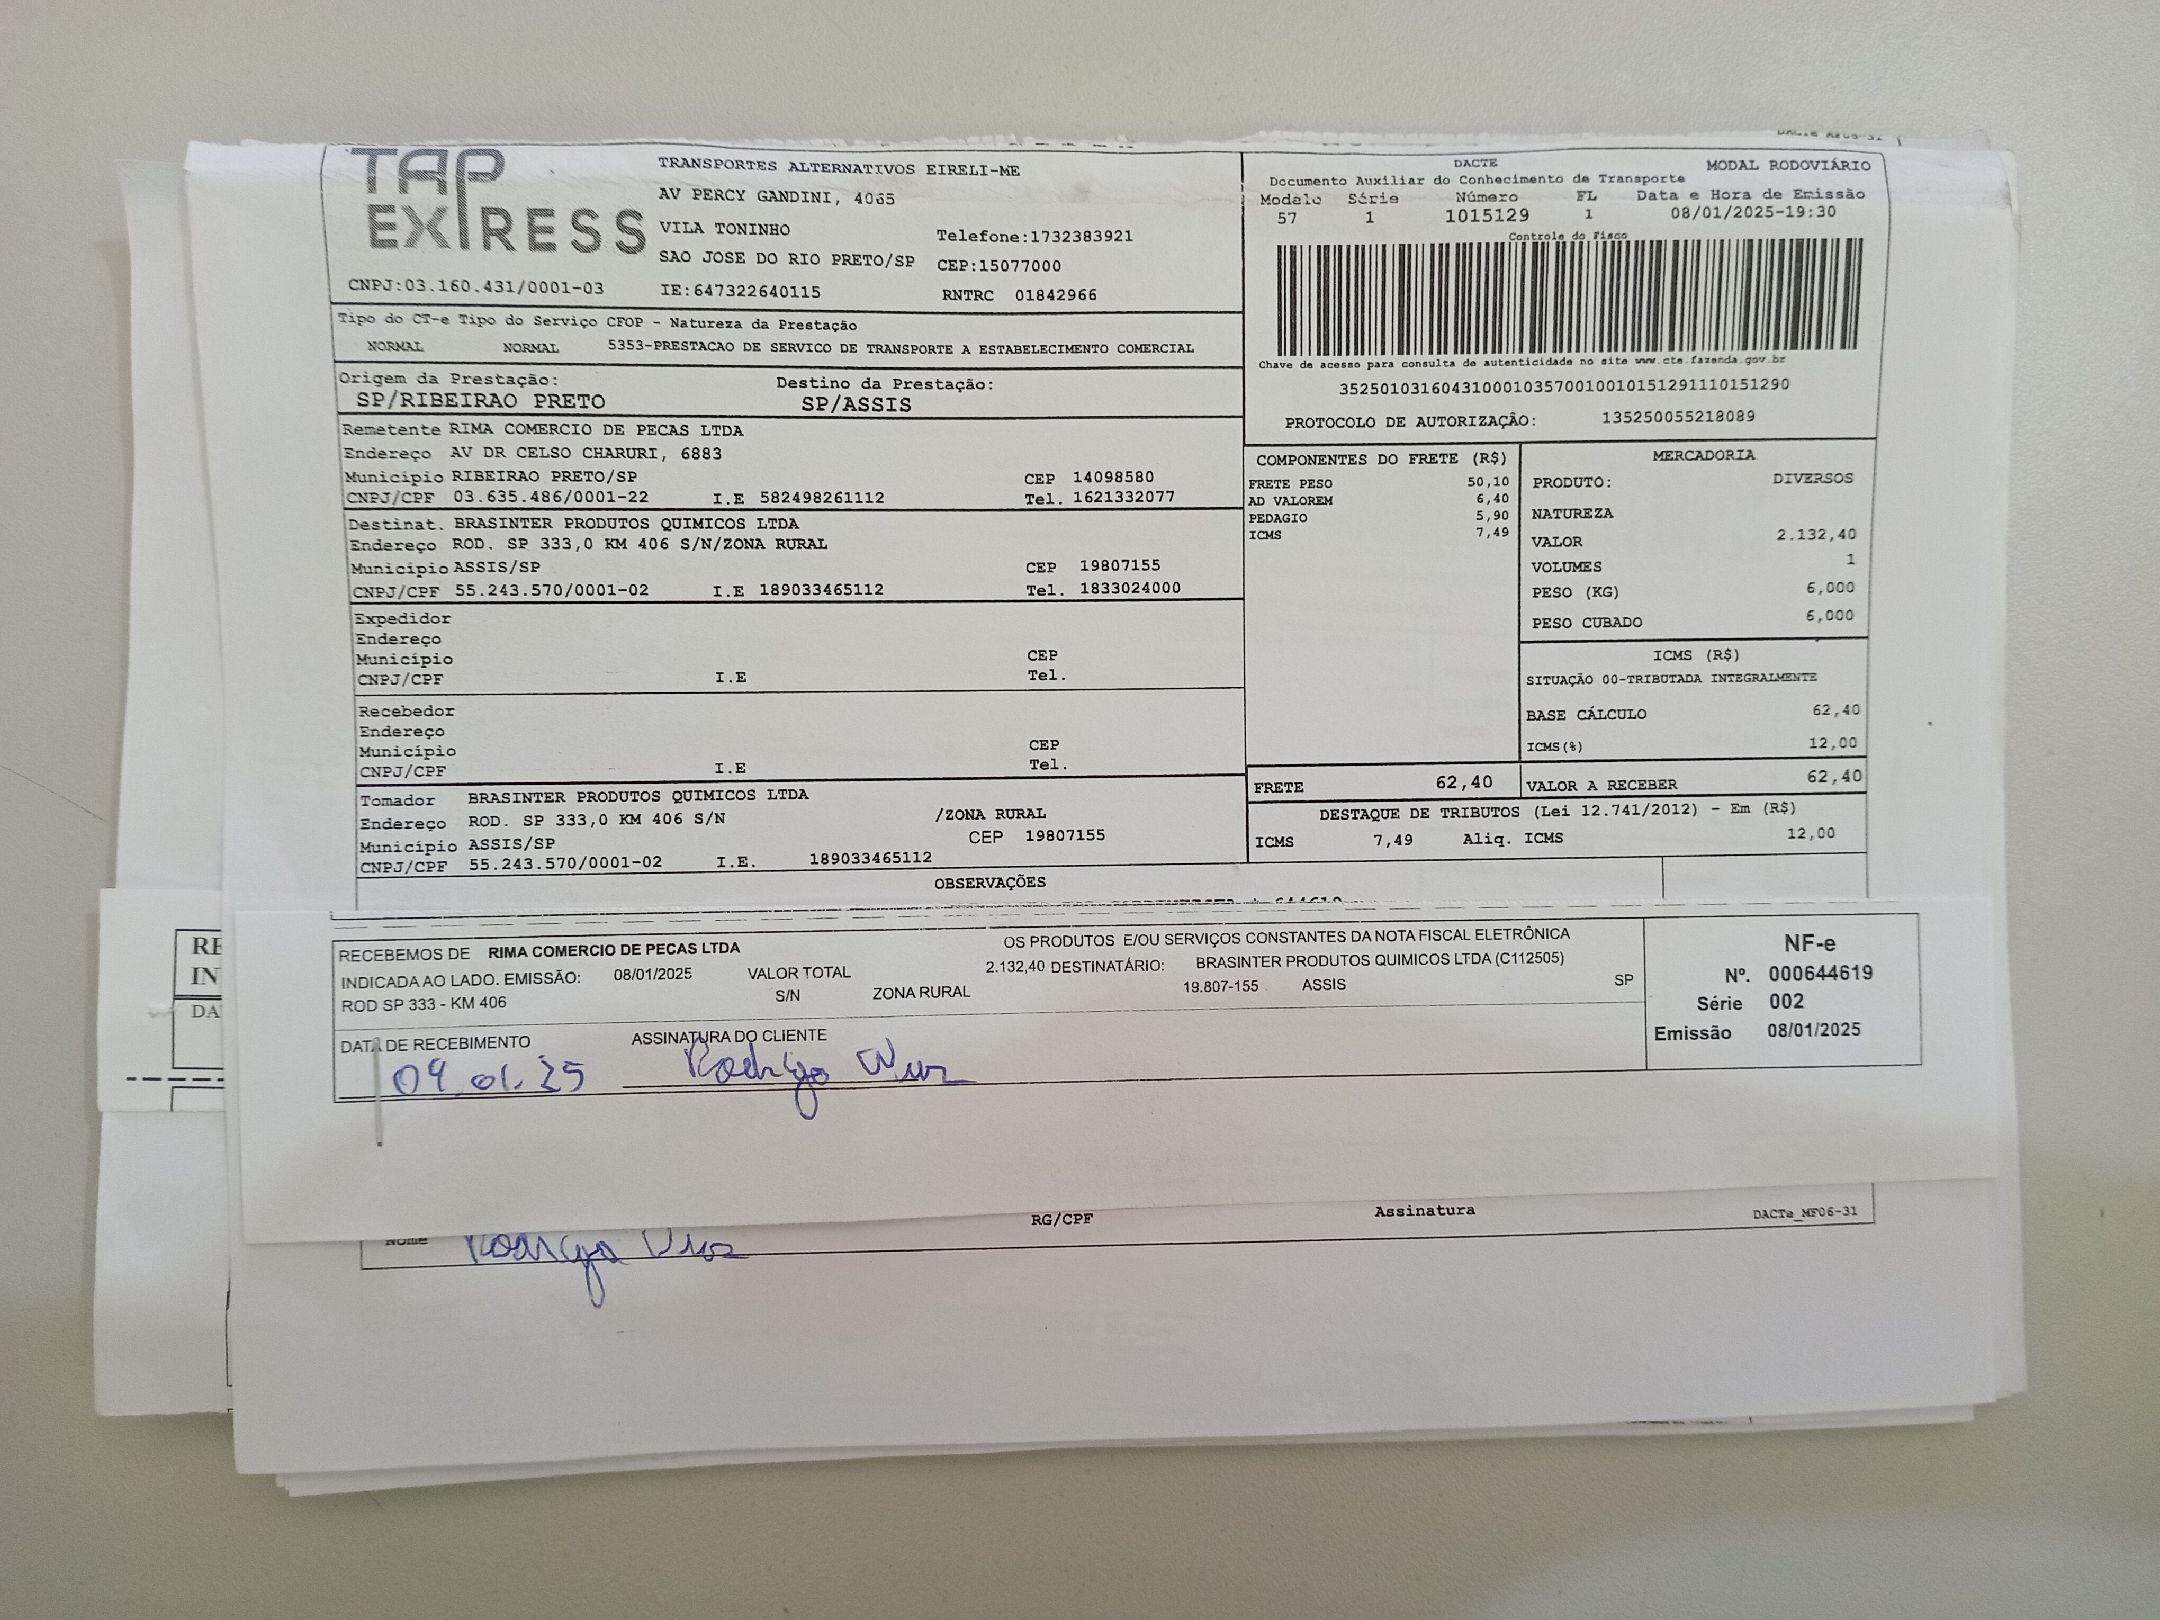 DACTE MF06-31
TAP EXPRESS
TRANSPORTES ALTERNATIVOS EIRELI-ME
AV PERCY GANDINI, 4065
VILA TONINHO Telefone:1732383921
SAO JOSE DO RIO PRETO/SP CEP:15077000
CNPJ:03.160.431/0001-03 IE:647322640115 RNTRC 01842966
DACTE MODAL RODOVIÁRIO
Documento Auxiliar do Conhecimento de Transporte
Modelo Série Número FL Data e Hora de Emissão
57 1 1015129 1 08/01/2025-19:30
Controle do Fisco
Chave de acesso para consulta de autenticidade no site www.cte.fazenda.gov.br
35250103160431000103570010010151291110151290
PROTOCOLO DE AUTORIZAÇÃO: 135250055218089
Tipo do CT-e Tipo do Serviço CFOP - Natureza da Prestação
NORMAL NORMAL 5353-PRESTACAO DE SERVICO DE TRANSPORTE A ESTABELECIMENTO COMERCIAL
Origem da Prestação: Destino da Prestação:
SP/RIBEIRAO PRETO SP/ASSIS
Remetente RIMA COMERCIO DE PECAS LTDA
Endereço AV DR CELSO CHARURI, 6883
Município RIBEIRAO PRETO/SP CEP 14098580
CNPJ/CPF 03.635.486/0001-22 I.E 582498261112 Tel. 1621332077
Destinat. BRASINTER PRODUTOS QUIMICOS LTDA
Endereço ROD. SP 333,0 KM 406 S/N/ZONA RURAL
Município ASSIS/SP CEP 19807155
CNPJ/CPF 55.243.570/0001-02 I.E 189033465112 Tel. 1833024000
Expedidor
Endereço
Município CEP
CNPJ/CPF I.E Tel.
Recebedor
Endereço
Município CEP
CNPJ/CPF I.E Tel.
Tomador BRASINTER PRODUTOS QUIMICOS LTDA
Endereço ROD. SP 333,0 KM 406 S/N /ZONA RURAL
Município ASSIS/SP CEP 19807155
CNPJ/CPF 55.243.570/0001-02 I.E. 189033465112
COMPONENTES DO FRETE (R$)
FRETE PESO 50,10
AD VALOREM 6,40
PEDAGIO 5,90
ICMS 7,49
MERCADORIA
PRODUTO: DIVERSOS
NATUREZA
VALOR 2.132,40
VOLUMES 1
PESO (KG) 6,000
PESO CUBADO 6,000
ICMS (R$)
SITUAÇÃO 00-TRIBUTADA INTEGRALMENTE
BASE CÁLCULO 62,40
ICMS(%) 12,00
FRETE 62,40 VALOR A RECEBER 62,40
DESTAQUE DE TRIBUTOS (Lei 12.741/2012) - Em (R$)
ICMS 7,49 Aliq. ICMS 12,00
OBSERVAÇÕES
RECEBEMOS DE RIMA COMERCIO DE PECAS LTDA OS PRODUTOS E/OU SERVIÇOS CONSTANTES DA NOTA FISCAL ELETRÔNICA
INDICADA AO LADO. EMISSÃO: 08/01/2025 VALOR TOTAL 2.132,40 DESTINATÁRIO: BRASINTER PRODUTOS QUIMICOS LTDA (C112505)
ROD SP 333 - KM 406 S/N ZONA RURAL 19.807-155 ASSIS SP
DATA DE RECEBIMENTO ASSINATURA DO CLIENTE
09.01.25 Rodrigo
NF-e
Nº. 000644619
Série 002
Emissão 08/01/2025
RE
IN
DA
Nome Rodrigo RG/CPF Assinatura DACTe_MF06-31